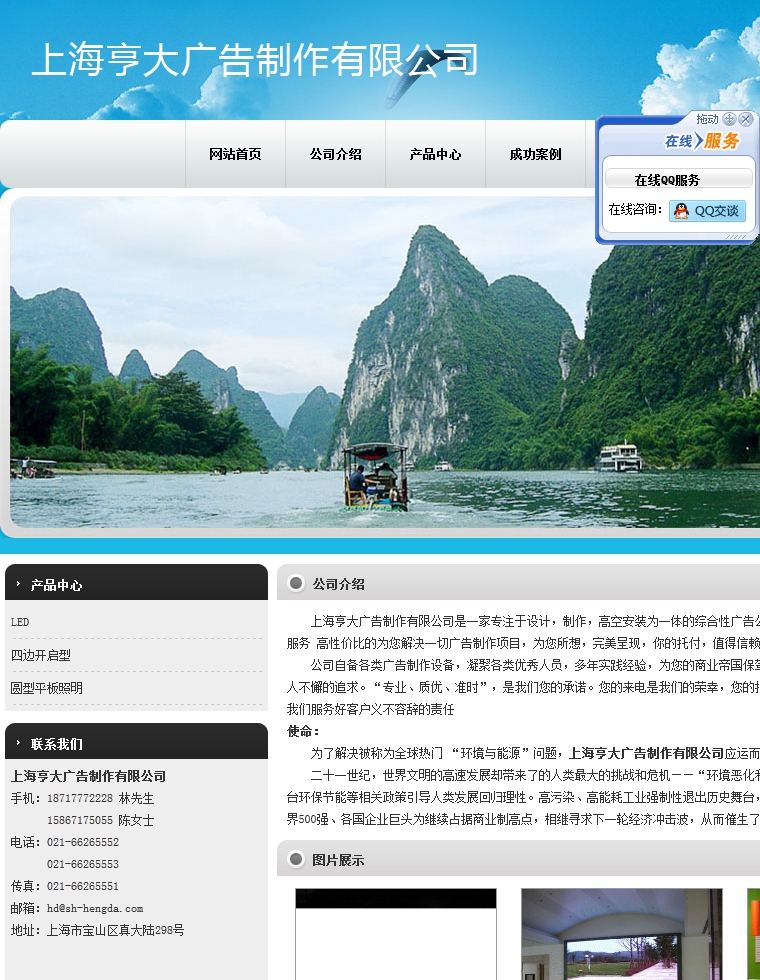 上海亨大广告制作有限公司
网站首页
公司介绍
产品中心
成功案例
拖动
在线
服务
在线QQ服务
在线咨询：
QQ交谈
产品中心
LED
四边开启型
圆型平板照明
联系我们
上海亨大广告制作有限公司
手机：18717772228 林先生
15867175055 陈女士
电话：021-66265552
021-66265553
传真：021-66265551
邮箱：hd@sh-hengda.com
地址：上海市宝山区真大陆298号
公司介绍
上海亨大广告制作有限公司是一家专注于设计，制作，高空安装为一体的综合性广告公
服务 高性价比的为您解决一切广告制作项目，为您所想，完美呈现，你的托付，值得信赖
公司自备各类广告制作设备，凝聚各类优秀人员，多年实践经验，为您的商业帝国保驾
人不懈的追求。“专业、质优、准时”，是我们您的承诺。您的来电是我们的荣幸，您的批
我们服务好客户义不容辞的责任
使命：
为了解决被称为全球热门 “环境与能源”问题，上海亨大广告制作有限公司应运而
二十一世纪，世界文明的高速发展却带来了的人类最大的挑战和危机——“环境恶化和
台环保节能等相关政策引导人类发展回归理性。高污染、高能耗工业强制性退出历史舞台，
界500强、各国企业巨头为继续占据商业制高点，相继寻求下一轮经济冲击波，从而催生了
图片展示